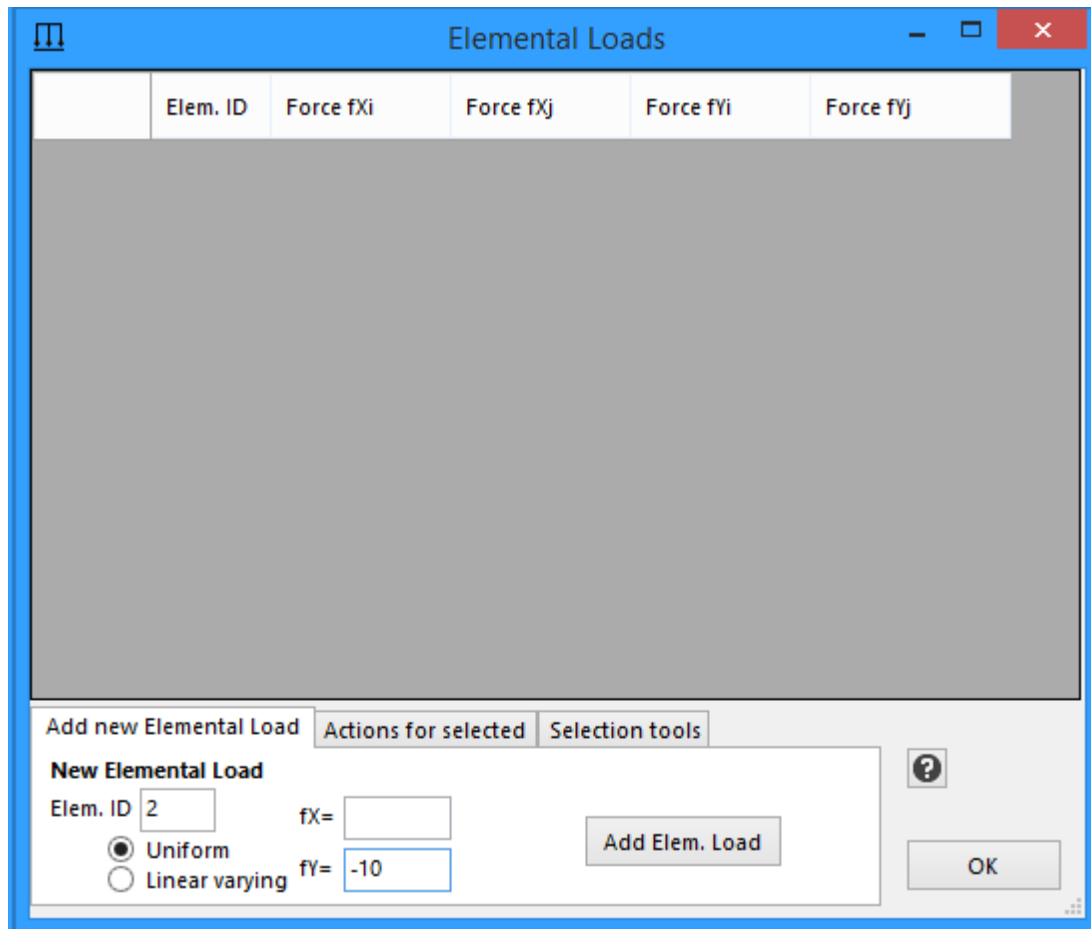 Elemental Loads
Elem. ID Force fXi Force fXj Force fYi Force fYj
Add new Elemental Load Actions for selected Selection tools
New Elemental Load
Elem. ID 2 fX=
Uniform Add Elem. Load
Linear varying fY= -10 OK